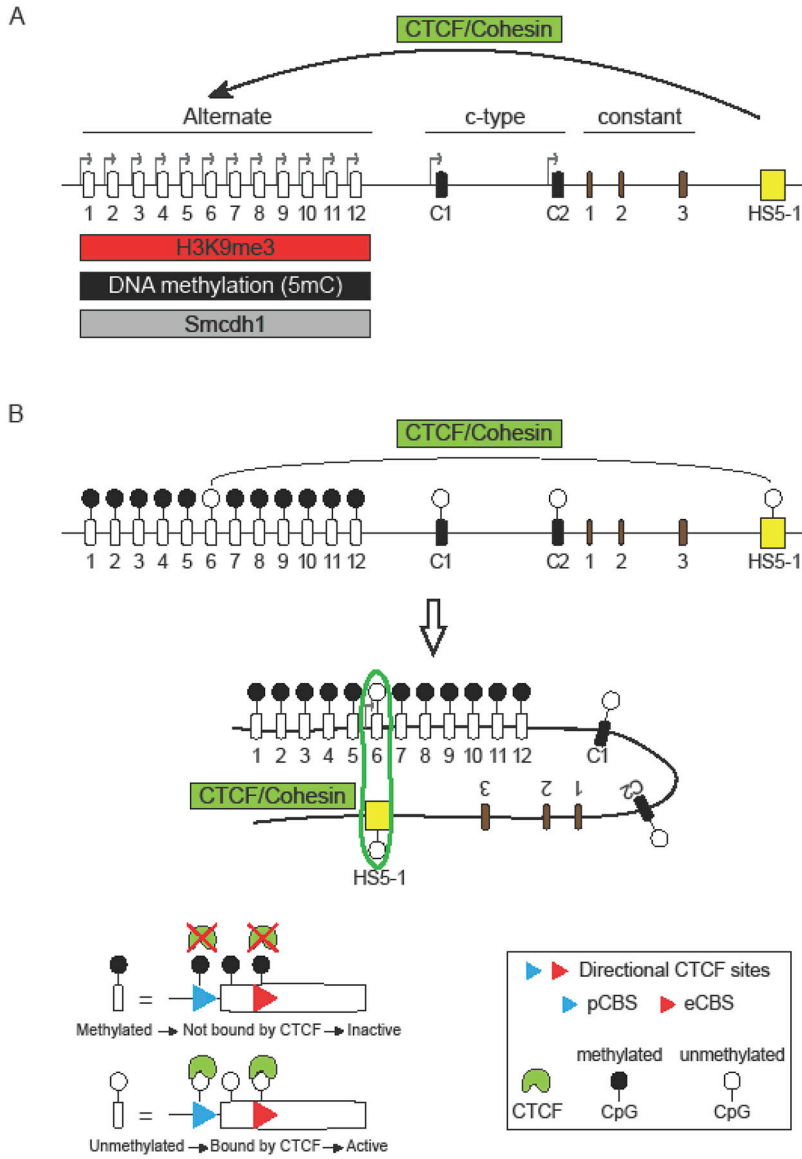 A
CTCF/Cohesin
Alternate c-type constant
1 2 3 4 5 6 7 8 9 10 11 12 C1 C2 1 2 3 HS5-1
H3K9me3
DNA methylation (5mC)
Smcdh1
B
CTCF/Cohesin
1 2 3 4 5 6 7 8 9 10 11 12 C1 C2 1 2 3 HS5-1
1 2 3 4 5 6 7 8 9 10 11 12 C1
CTCF/Cohesin 3 2 1 C2
HS5-1
=
Methylated Not bound by CTCF Inactive
=
Unmethylated Bound by CTCF Active
Directional CTCF sites
pCBS eCBS
methylated unmethylated
CTCF CpG CpG